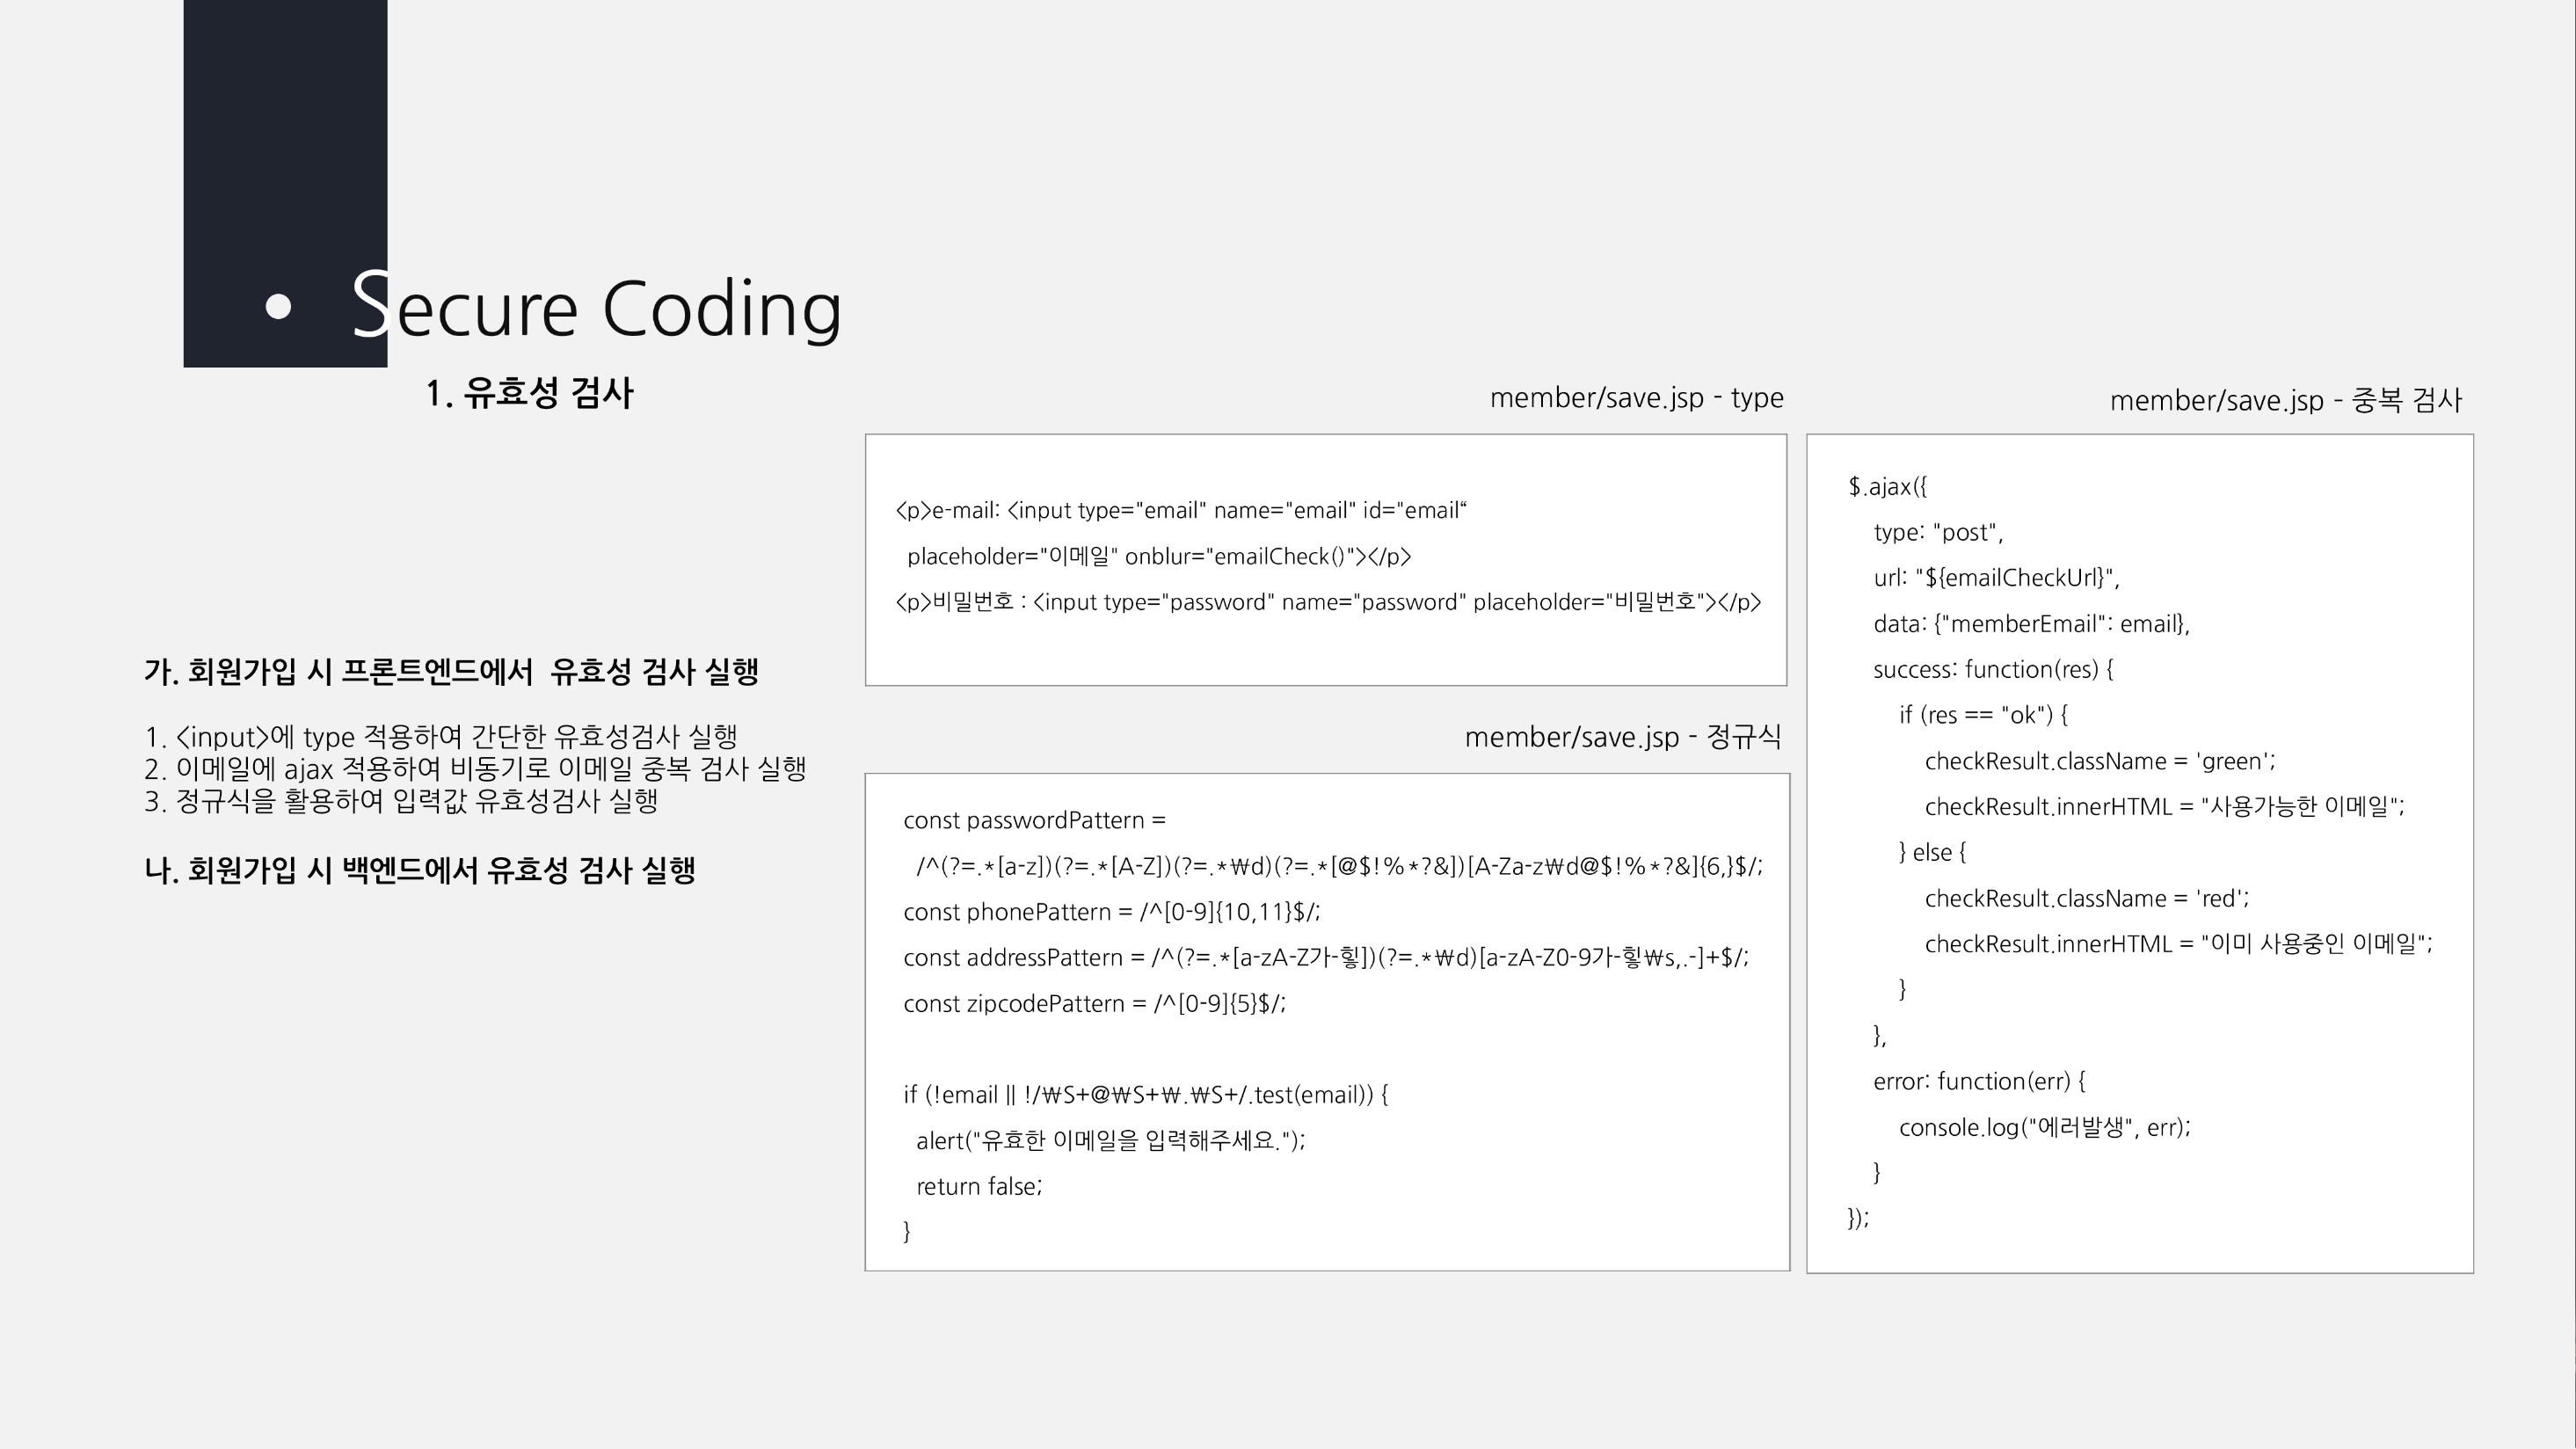 • Secure Coding
1. 유효성 검사
가. 회원가입 시 프론트엔드에서  유효성 검사 실행
1. <input>에 type 적용하여 간단한 유효성검사 실행
2. 이메일에 ajax 적용하여 비동기로 이메일 중복 검사 실행
3. 정규식을 활용하여 입력값 유효성검사 실행
나. 회원가입 시 백엔드에서 유효성 검사 실행
member/save.jsp - type
<p>e-mail: <input type="email" name="email" id="email“
placeholder="이메일" onblur="emailCheck()"></p>
<p>비밀번호 : <input type="password" name="password" placeholder="비밀번호"></p>
member/save.jsp - 정규식
const passwordPattern =
/^(?=.*[a-z])(?=.*[A-Z])(?=.*₩d)(?=.*[@$!%*?&])[A-Za-z₩d@$!%*?&]{6,}$/;
const phonePattern = /^[0-9]{10,11}$/;
const addressPattern = /^(?=.*[a-zA-Z가-힣])(?=.*₩d)[a-zA-Z0-9가-힣₩s,.-]+$/;
const zipcodePattern = /^[0-9]{5}$/;
if (!email || !/₩S+@₩S+₩.₩S+/.test(email)) {
alert("유효한 이메일을 입력해주세요.");
return false;
}
member/save.jsp - 중복 검사
$.ajax({
type: "post",
url: "${emailCheckUrl}",
data: {"memberEmail": email},
success: function(res) {
if (res == "ok") {
checkResult.className = 'green';
checkResult.innerHTML = "사용가능한 이메일";
} else {
checkResult.className = 'red';
checkResult.innerHTML = "이미 사용중인 이메일";
}
},
error: function(err) {
console.log("에러발생", err);
}
});